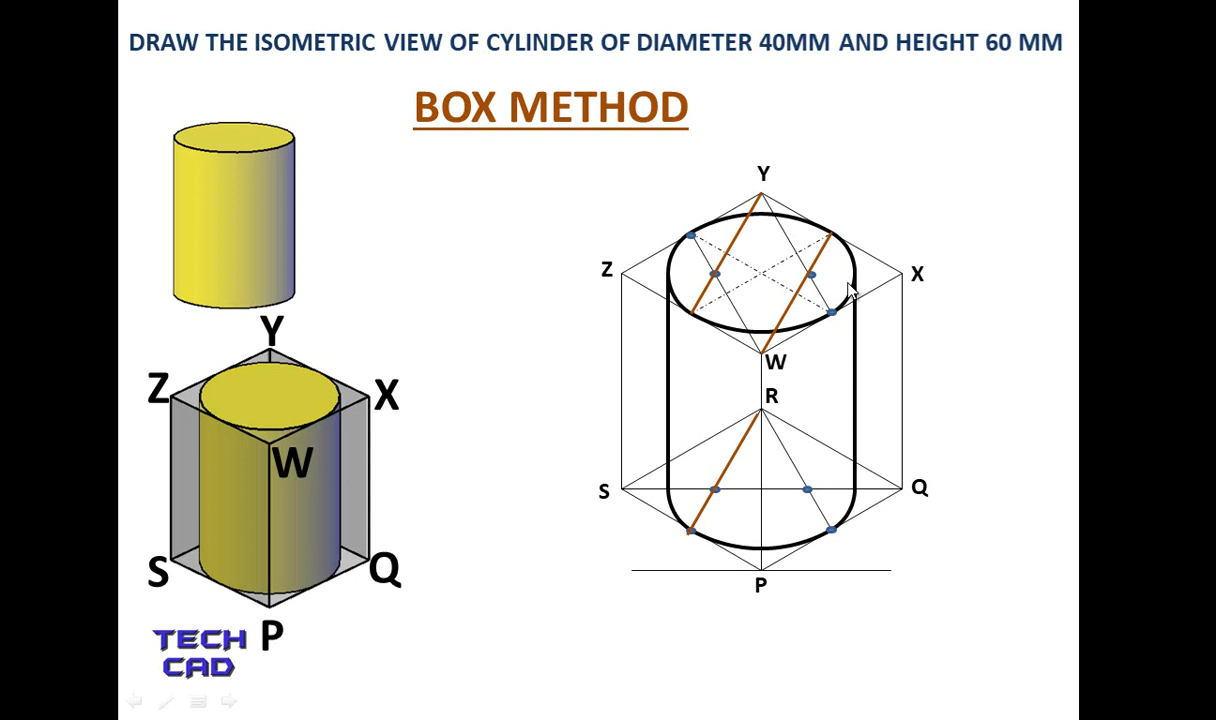 DRAW THE ISOMETRIC VIEW OF CYLINDER OF DIAMETER 40MM AND HEIGHT 60 MM
BOX METHOD
Y
Z
X
W
R
S
Q
P
Y
Z
X
W
S
Q
P
TECH
CAD